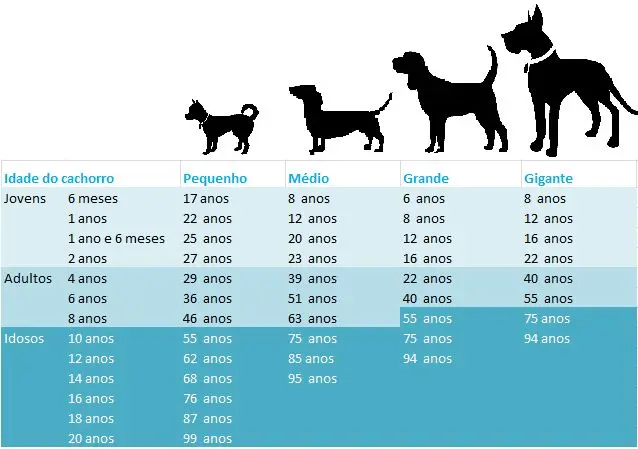 Idade do cachorro Pequenho Médio Grande Gigante
Jovens 6 meses 17 anos 8 anos 6 anos 8 anos
1 anos 22 anos 12 anos 8 anos 12 anos
1 ano e 6 meses 25 anos 20 anos 12 anos 16 anos
2 anos 27 anos 23 anos 16 anos 22 anos
Adultos 4 anos 29 anos 39 anos 22 anos 40 anos
6 anos 36 anos 51 anos 40 anos 55 anos
8 anos 46 anos 63 anos 55 anos 75 anos
Idosos 10 anos 55 anos 75 anos 75 anos 94 anos
12 anos 62 anos 85 anos 94 anos
14 anos 68 anos 95 anos
16 anos 76 anos
18 anos 87 anos
20 anos 99 anos